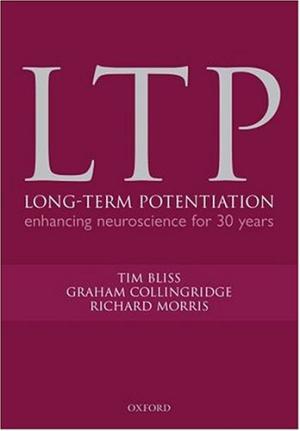 LTP
LONG-TERM POTENTIATION
enhancing neuroscience for 30 years
TIM BLISS
GRAHAM COLLINGRIDGE
RICHARD MORRIS
OXFORD